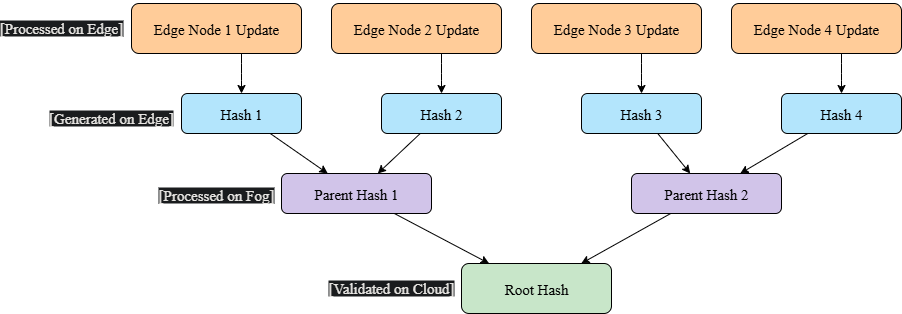 [Processed on Edge]
Edge Node 1 Update
Edge Node 2 Update
Edge Node 3 Update
Edge Node 4 Update
[Generated on Edge]
Hash 1
Hash 2
Hash 3
Hash 4
[Processed on Fog]
Parent Hash 1
Parent Hash 2
[Validated on Cloud]
Root Hash